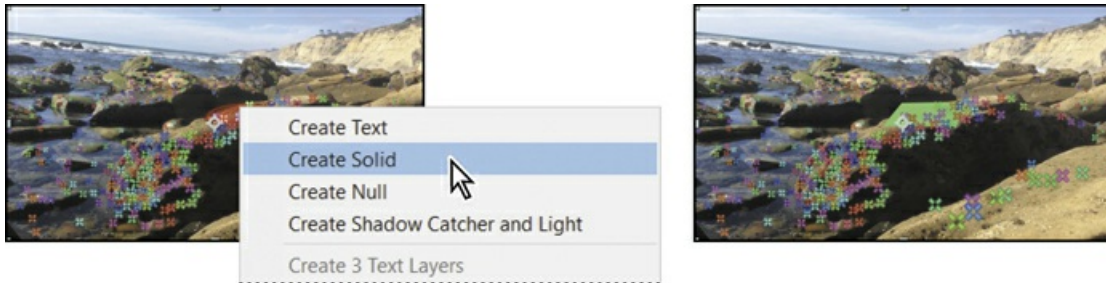 Create Text
Create Solid
Create Null
Create Shadow Catcher and Light
Create 3 Text Layers